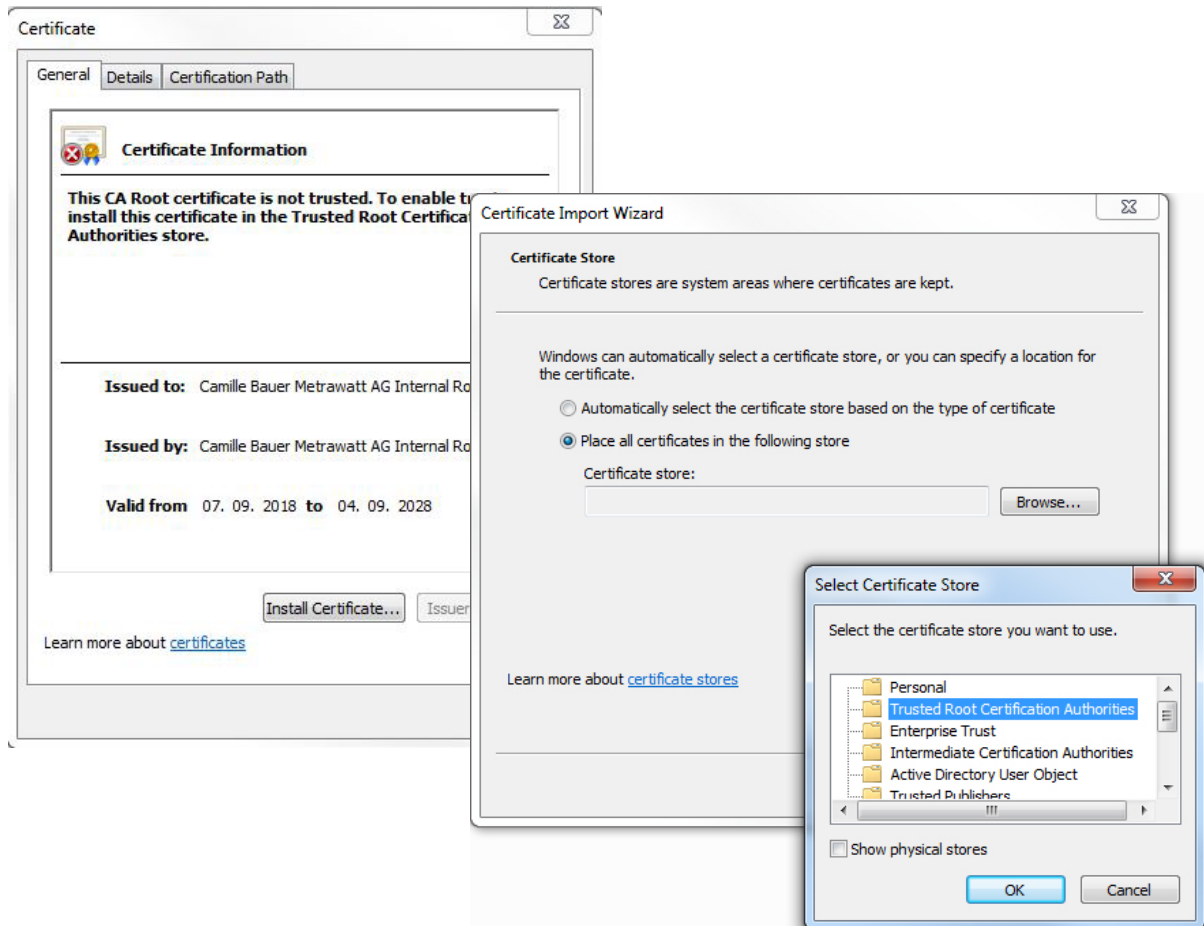 Certificate
General
Details
Certification Path
Certificate Information
This CA Root certificate is not trusted. To enable
install this certificate in the Trusted Root
Authorities store.
Issued to: Camille Bauer Metrawatt AG Internal
Issued by: Camille Bauer Metrawatt AG Internal
Valid from 07. 09. 2018 to 04. 09. 2028
Install Certificate...
Issuer
Learn more about certificates
Certificate Import Wizard
Certificate Store
Certificate stores are system areas where certificates are kept.
Windows can automatically select a certificate store, or you can specify a location for
the certificate.
Automatically select the certificate store based on the type of certificate
Place all certificates in the following store
Certificate store:
Browse...
Learn more about certificate stores
Select Certificate Store
Select the certificate store you want to use.
Personal
Trusted Root Certification Authorities
Enterprise Trust
Intermediate Certification Authorities
Active Directory User Object
Trusted Publishers
Show physical stores
OK
Cancel